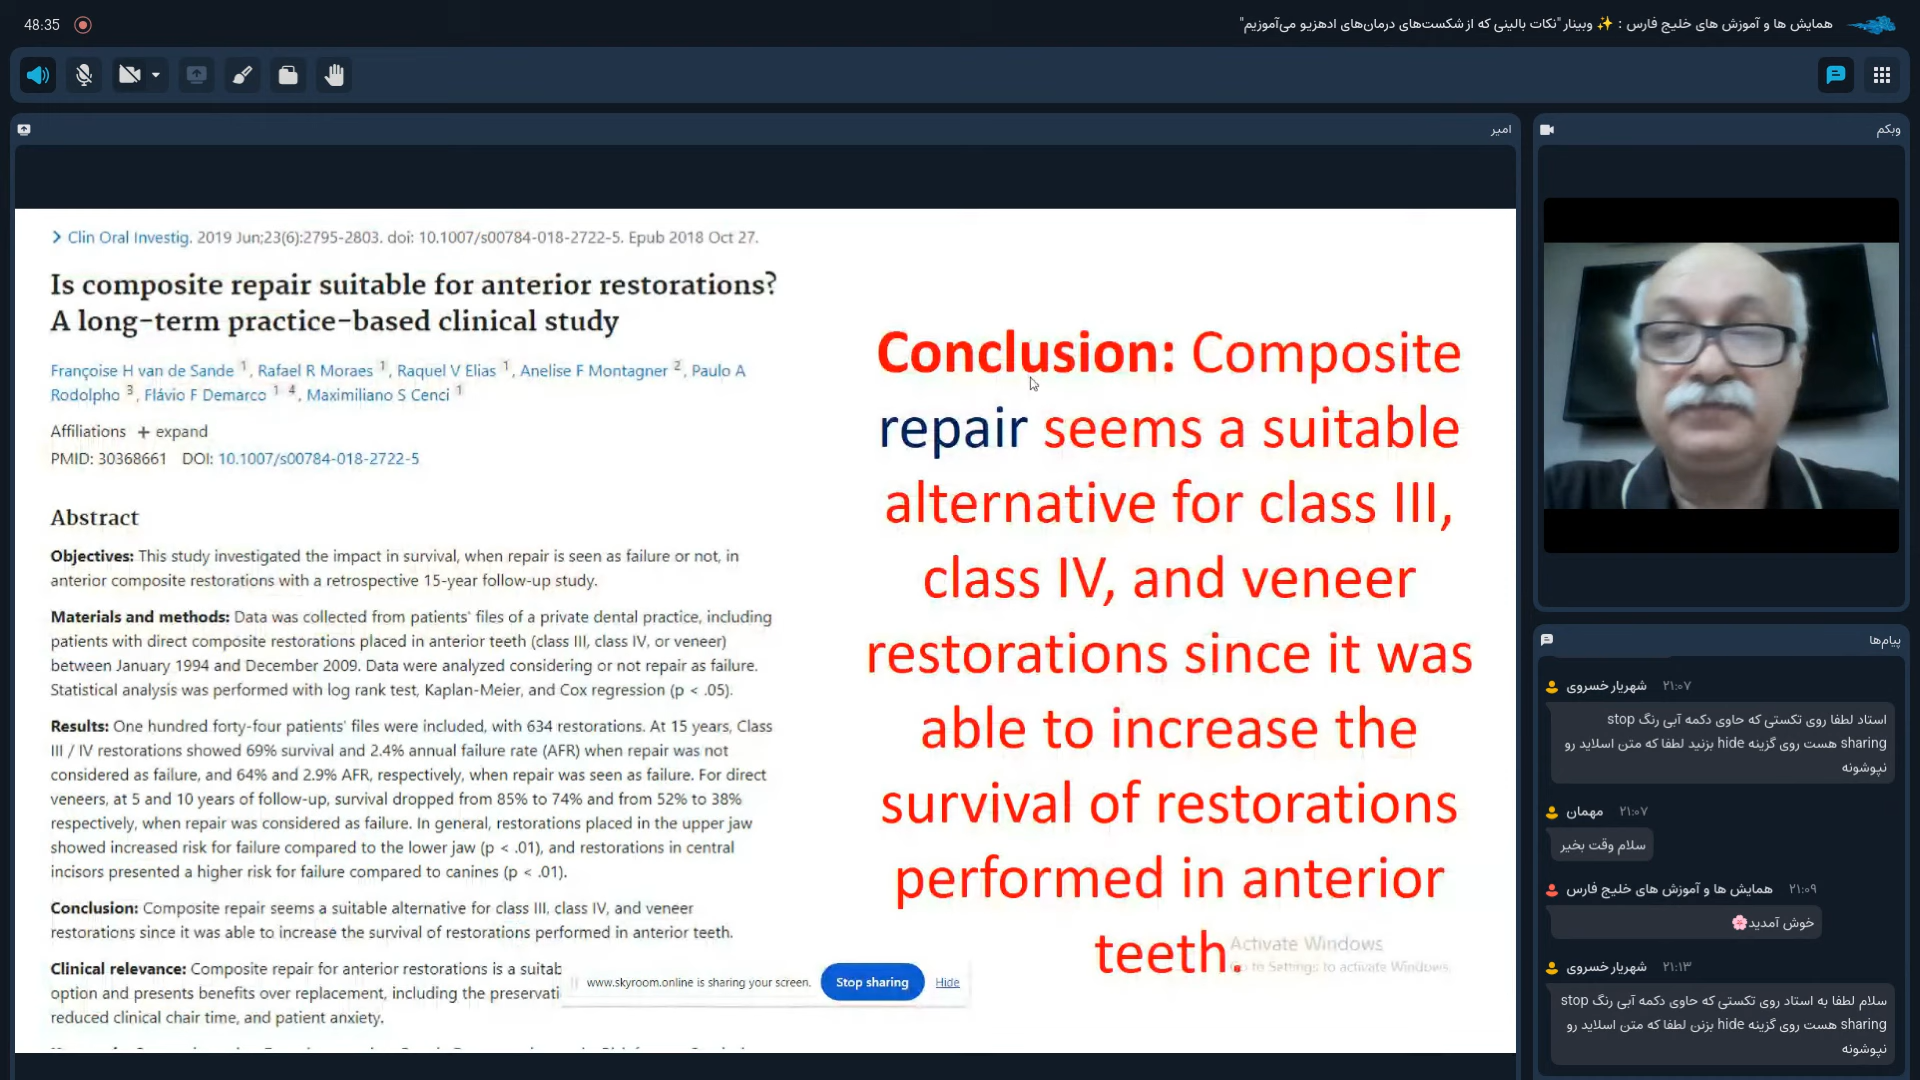 48:35
همایش ها و آموزش های خلیج فارس : ✨ وبینار "نکات بالینی که از شکست‌های درمان‌های ادهزیو می‌آموزیم"
امیر
Clin Oral Investig. 2019 Jun;23(6):2795-2803. doi: 10.1007/s00784-018-2722-5. Epub 2018 Oct 27.
Is composite repair suitable for anterior restorations?
A long-term practice-based clinical study
Françoise H van de Sande 1, Rafael R Moraes 1, Raquel V Elias 1, Anelise F Montagner 2, Paulo A
Rodolpho 3, Flávio F Demarco 1 4, Maximiliano S Cenci 1
Affiliations + expand
PMID: 30368661 DOI: 10.1007/s00784-018-2722-5
Abstract
Objectives: This study investigated the impact in survival, when repair is seen as failure or not, in
anterior composite restorations with a retrospective 15-year follow-up study.
Materials and methods: Data was collected from patients' files of a private dental practice, including
patients with direct composite restorations placed in anterior teeth (class III, class IV, or veneer)
between January 1994 and December 2009. Data were analyzed considering or not repair as failure.
Statistical analysis was performed with log rank test, Kaplan-Meier, and Cox regression (p < .05).
Results: One hundred forty-four patients' files were included, with 634 restorations. At 15 years, Class
III / IV restorations showed 69% survival and 2.4% annual failure rate (AFR) when repair was not
considered as failure, and 64% and 2.9% AFR, respectively, when repair was seen as failure. For direct
veneers, at 5 and 10 years of follow-up, survival dropped from 85% to 74% and from 52% to 38%
respectively, when repair was considered as failure. In general, restorations placed in the upper jaw
showed increased risk for failure compared to the lower jaw (p < .01), and restorations in central
incisors presented a higher risk for failure compared to canines (p < .01).
Conclusion: Composite repair seems a suitable alternative for class III, class IV, and veneer
restorations since it was able to increase the survival of restorations performed in anterior teeth.
Clinical relevance: Composite repair for anterior restorations is a suitab
option and presents benefits over replacement, including the preservati
reduced clinical chair time, and patient anxiety.
www.skyroom.online is sharing your screen.
Stop sharing
Hide
Conclusion: Composite
repair seems a suitable
alternative for class III,
class IV, and veneer
restorations since it was
able to increase the
survival of restorations
performed in anterior
teeth.
Activate Windows
Go to Settings to activate Windows.
وبکم
پیام‌ها
شهریار خسروی ۲۱:۰۷
استاد لطفا روی تکستی که حاوی دکمه آبی رنگ stop
sharing هست روی گزینه hide بزنید لطفا که متن اسلاید رو
نپوشونه
مهمان ۲۱:۰۷
سلام وقت بخیر
همایش ها و آموزش های خلیج فارس ۲۱:۰۹
خوش آمدید🌸
شهریار خسروی ۲۱:۱۳
سلام لطفا به استاد روی تکستی که حاوی دکمه آبی رنگ stop
sharing هست روی گزینه hide بزنن لطفا که متن اسلاید رو
نپوشونه